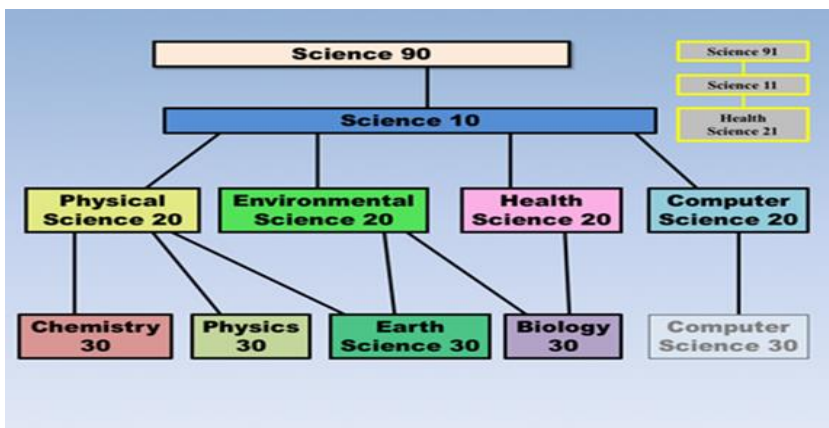 Science 90
Science 91
Science 11
Health
Science 21
Science 10
Physical
Science 20
Environmental
Science 20
Health
Science 20
Computer
Science 20
Chemistry
30
Physics
30
Earth
Science 30
Biology
30
Computer
Science 30